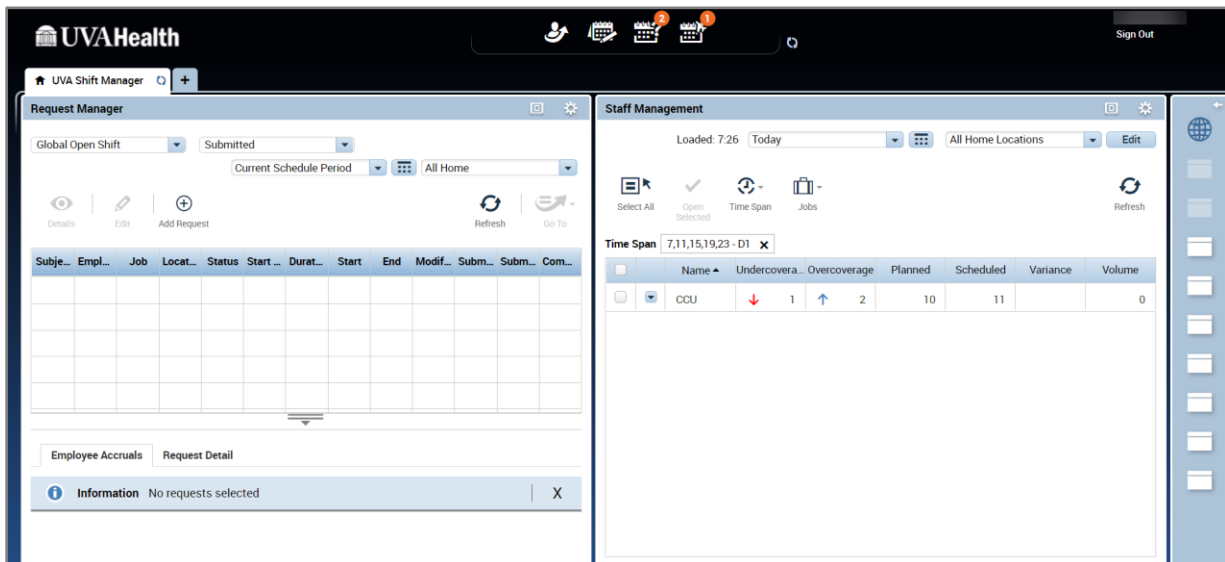 UVAHealth
2
1
Sign Out
UVA Shift Manager
+
Request Manager
Global Open Shift
Submitted
Current Schedule Period
All Home
Details
Edit
Add Request
Refresh
Go To
Subje... Empl... Job Locat... Status Start ... Durat... Start End Modif... Subm... Subm... Com...
Employee Accruals
Request Detail
Information No requests selected X
Staff Management
Loaded: 7:26 Today All Home Locations Edit
Select All
Open Selected
Time Span
Jobs
Refresh
Time Span 7,11,15,19,23 - D1 x
Name Undercovera... Overcoverage Planned Scheduled Variance Volume
CCU 1 2 10 11 0